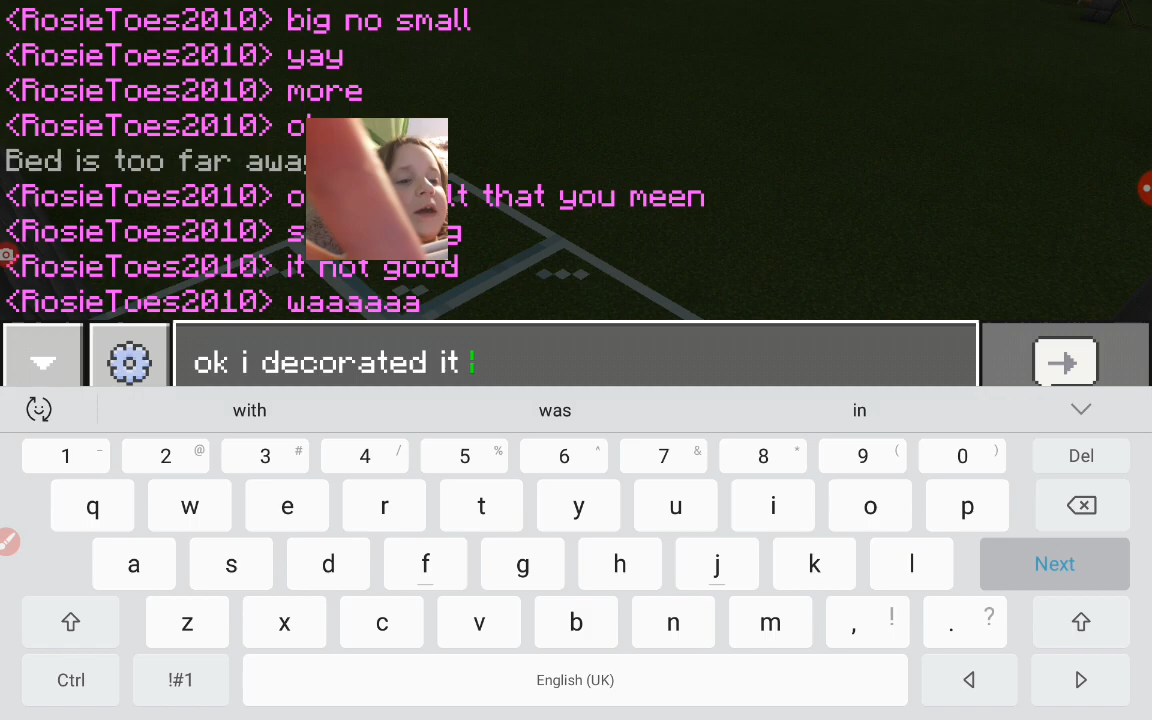 <RosieToes2010> big no small
<RosieToes2010> yay
<RosieToes2010> more
<RosieToes2010>
Bed is too far
<RosieToes2010> that you meen
<RosieToes2010>
<RosieToes2010> it not good
<RosieToes2010> waaaaaa
ok i decorated it
with was in
1 - 2 @ 3 # 4 / 5 % 6 ^ 7 & 8 * 9 ( 0 ) Del
q w e r t y u i o p
a s d f g h j k l Next
z x c v b n m , ! . ?
Ctrl !#1 English (UK)